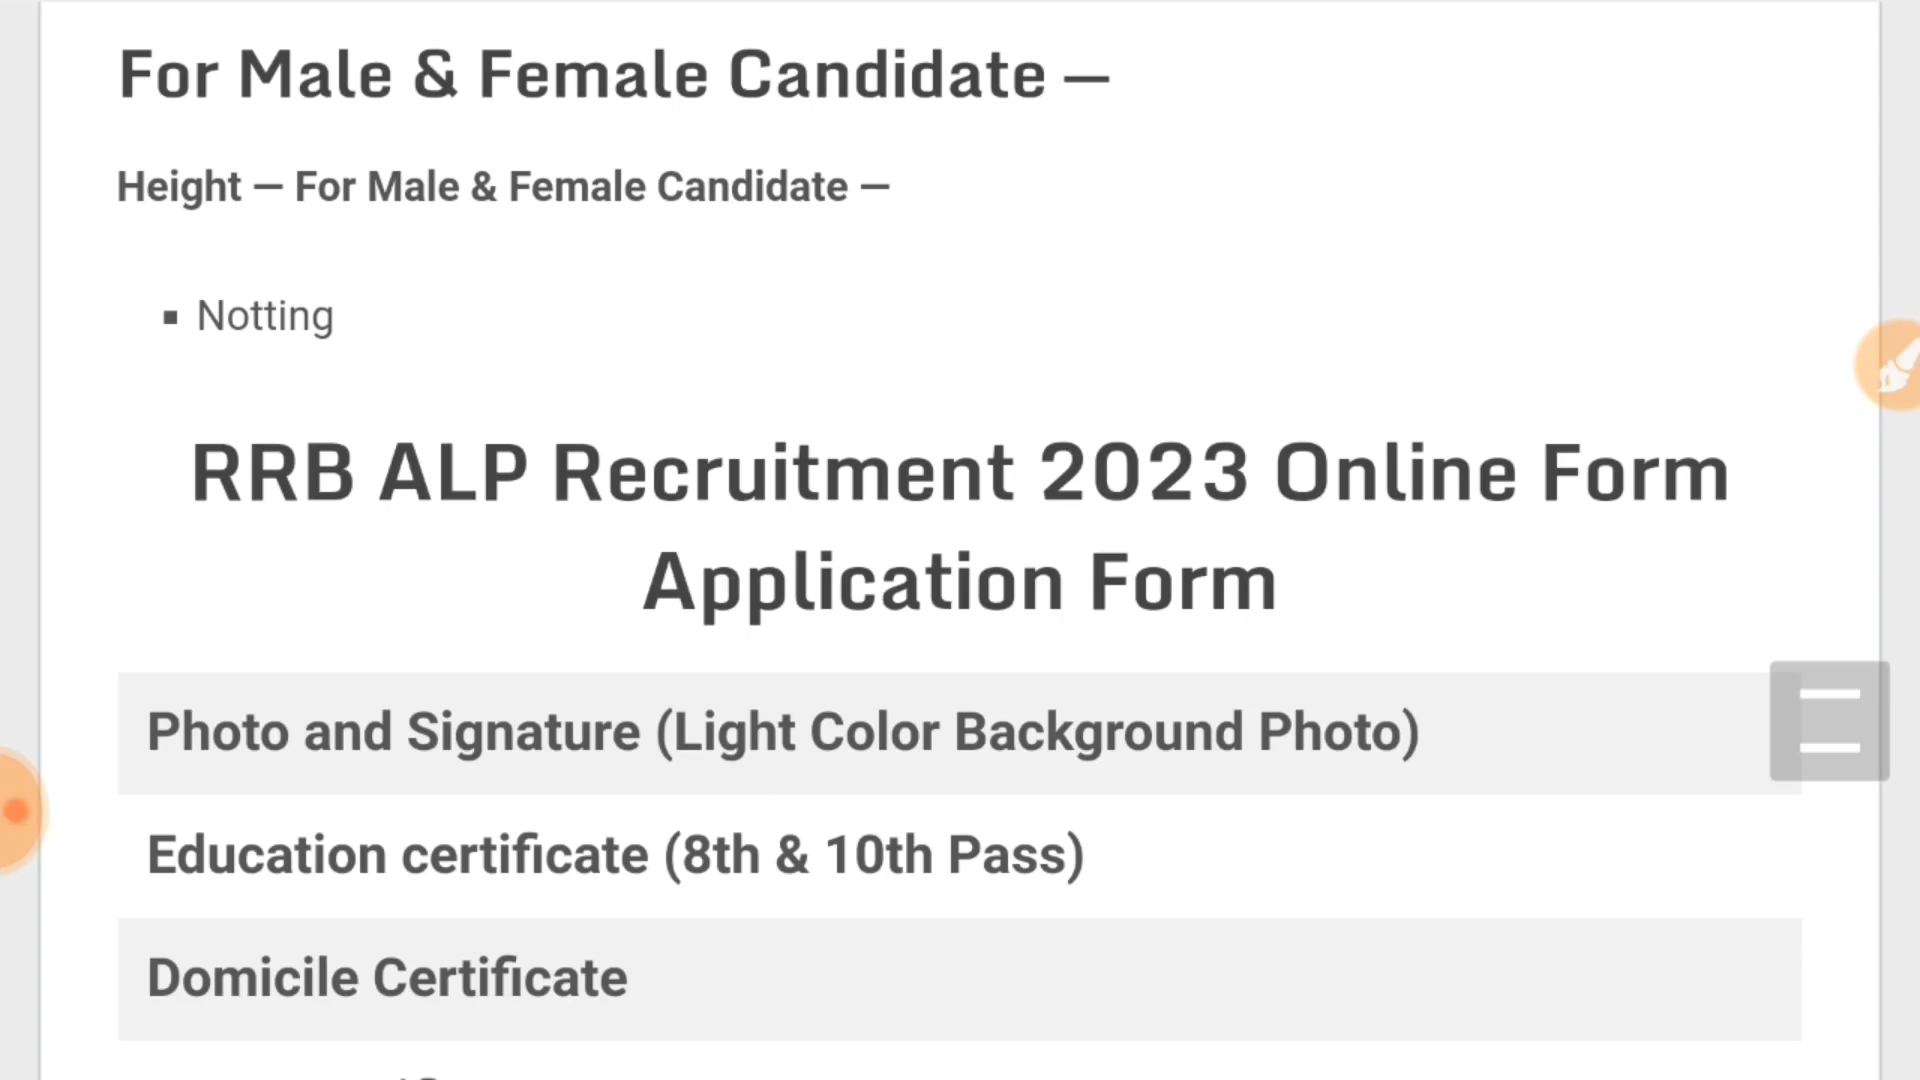 For Male & Female Candidate —
Height — For Male & Female Candidate —
▪ Notting
RRB ALP Recruitment 2023 Online Form
Application Form
Photo and Signature (Light Color Background Photo)
Education certificate (8th & 10th Pass)
Domicile Certificate